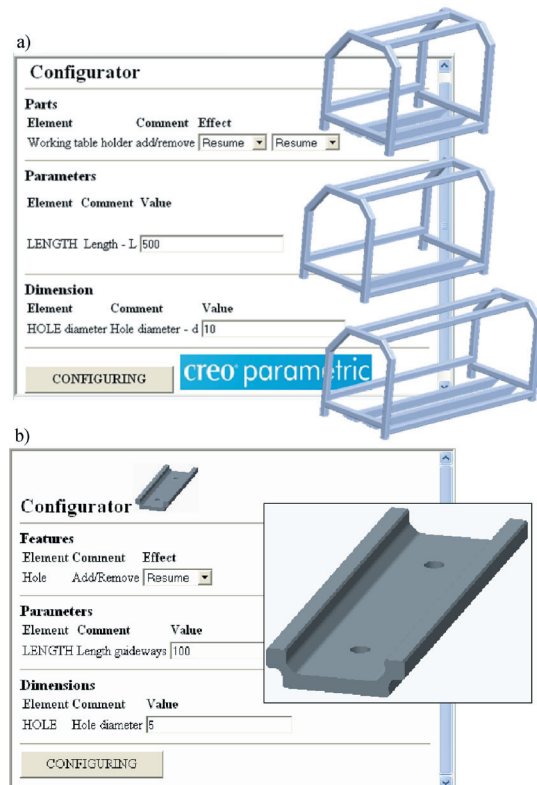 a)
Configurator
Parts
Element Comment Effect
Working table holder add/remove Resume Resume
Parameters
Element Comment Value
LENGTH Length - L 500
Dimension
Element Comment Value
HOLE diameter Hole diameter - d 10
CONFIGURING creo parametric
b)
Configurator
Features
Element Comment Effect
Hole Add/Remove Resume
Parameters
Element Comment Value
LENGTH Length guideways 100
Dimensions
Element Comment Value
HOLE Hole diameter 5
CONFIGURING